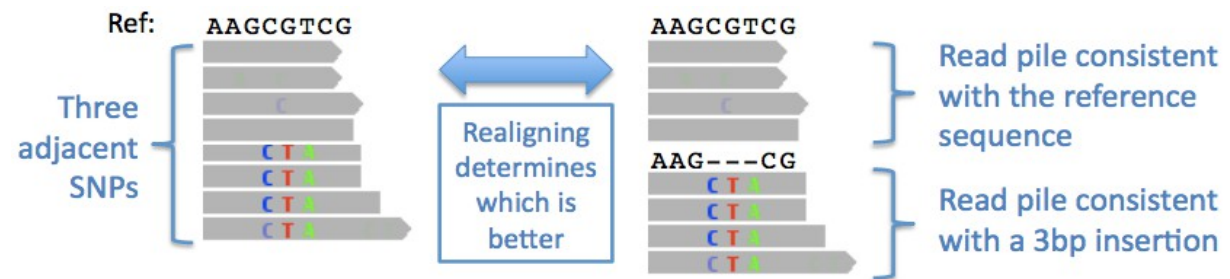 Ref: AAGCGTCG
AAGCGTCG
Three
adjacent
SNPs
C
C T A
C T A
C T A
C T A
Realigning
determines
which is
better
C
Read pile consistent
with the reference
sequence
AAG---CG
C T A
C T A
C T A
C T A
Read pile consistent
with a 3bp insertion